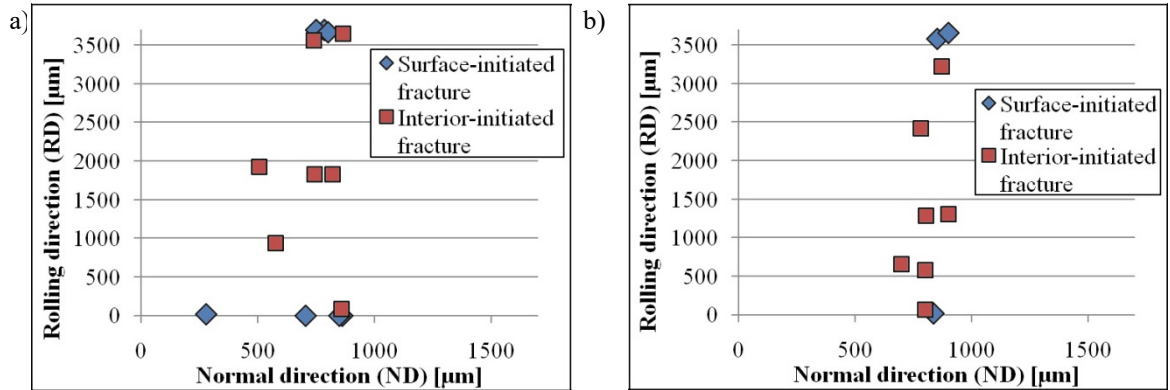 a)
Rolling direction (RD) [µm]
3500
3000
2500
2000
1500
1000
500
0
Surface-initiated
fracture
Interior-initiated
fracture
0 500 1000 1500
Normal direction (ND) [µm]
b)
Rolling direction (RD) [µm]
3500
3000
2500
2000
1500
1000
500
0
Surface-initiated
fracture
Interior-initiated
fracture
0 500 1000 1500
Normal direction (ND) [µm]